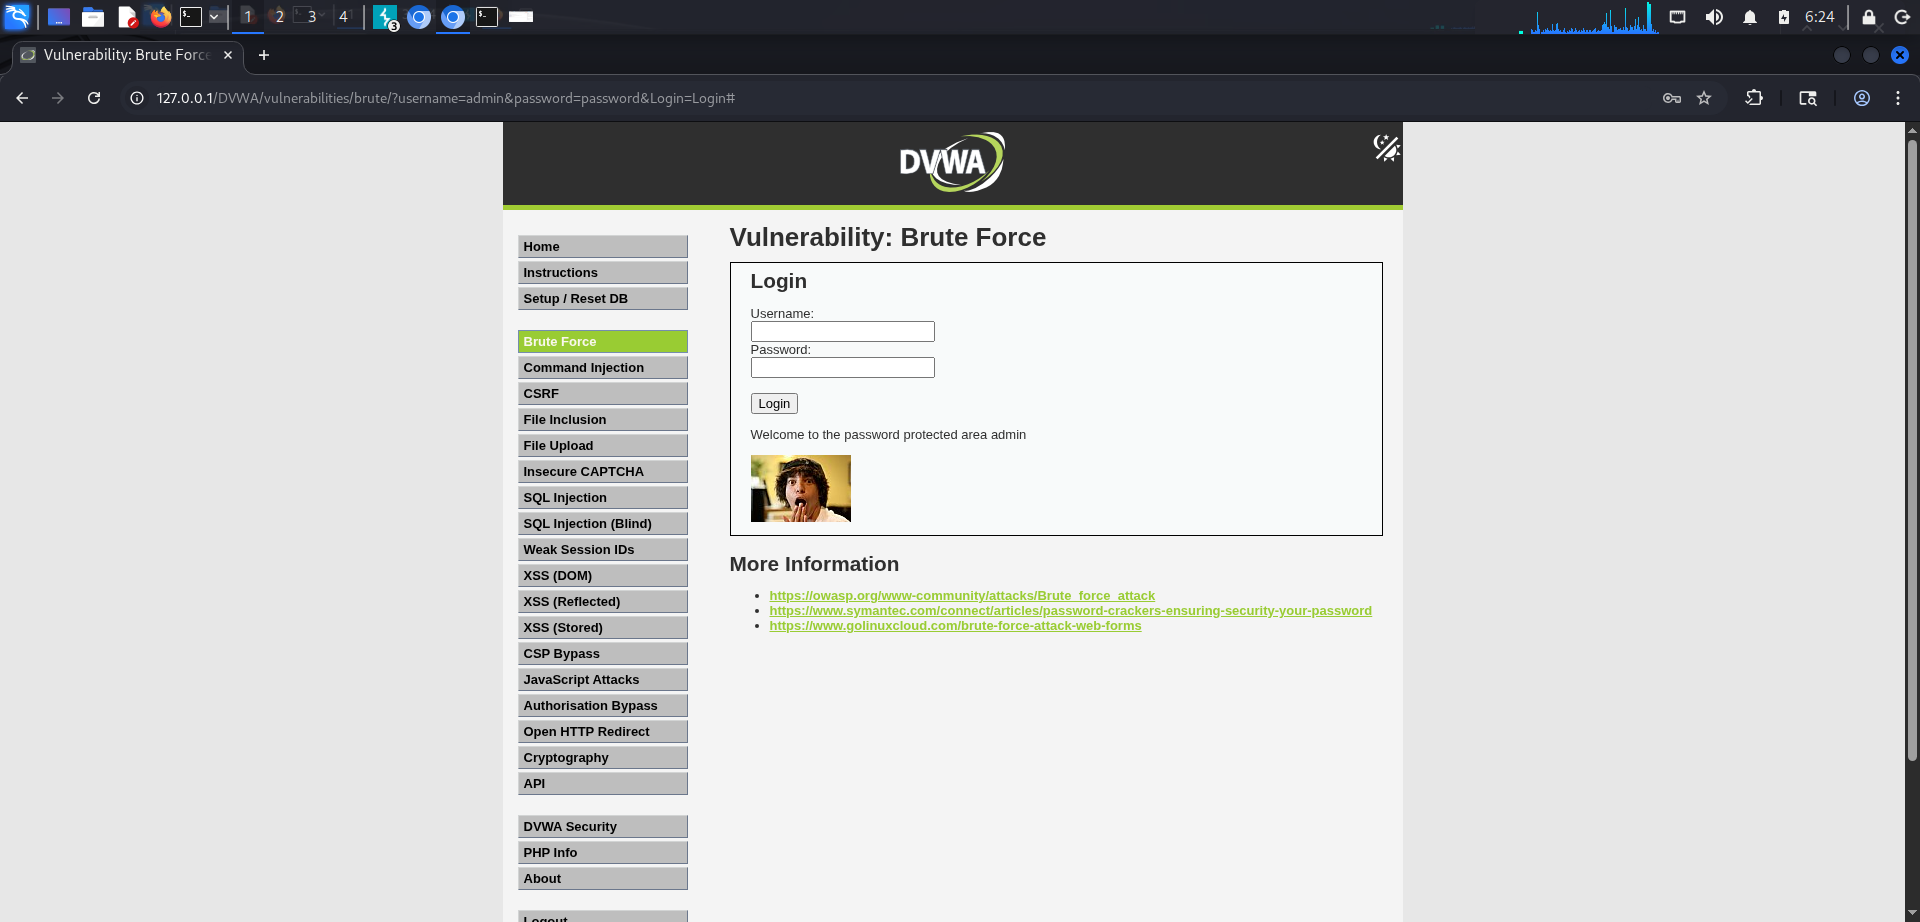 1
2
3
4
3
6:24
Vulnerability: Brute Force
127.0.0.1/DVWA/vulnerabilities/brute/?username=admin&password=password&Login=Login#
DVWA
Home
Instructions
Setup / Reset DB
Brute Force
Command Injection
CSRF
File Inclusion
File Upload
Insecure CAPTCHA
SQL Injection
SQL Injection (Blind)
Weak Session IDs
XSS (DOM)
XSS (Reflected)
XSS (Stored)
CSP Bypass
JavaScript Attacks
Authorisation Bypass
Open HTTP Redirect
Cryptography
API
DVWA Security
PHP Info
About
Logout
Vulnerability: Brute Force
Login
Username:
Password:
Login
Welcome to the password protected area admin
More Information
https://owasp.org/www-community/attacks/Brute_force_attack
https://www.symantec.com/connect/articles/password-crackers-ensuring-security-your-password
https://www.golinuxcloud.com/brute-force-attack-web-forms